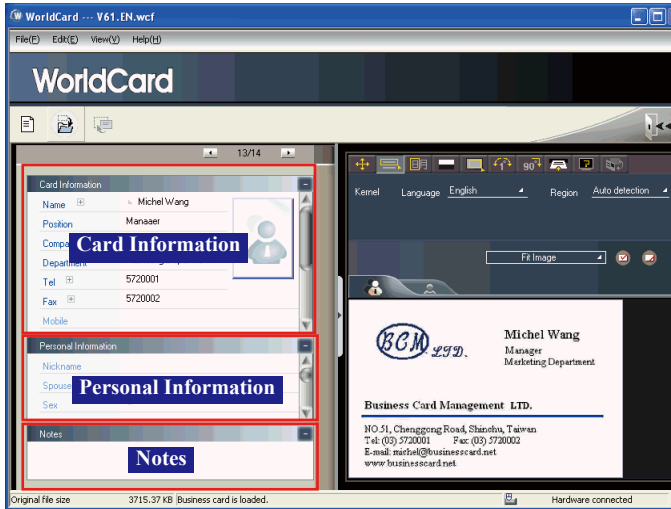 WorldCard --- V61.EN.wcf
File(F) Edit(E) View(V) Help(H)
WorldCard
13/14
Card Information
Name Michel Wang
Position Manaaer
Card Information
Tel 5720001
Fax 5720002
Mobile
Personal Information
Nickname
Spouse
Personal Information
Sex
Notes
Notes
Original file size 3715.37 KB Business card is loaded.
Kernel Language English Region Auto detection
Fit Image
BCM LTD.
Michel Wang
Manager
Marketing Department
Business Card Management LTD.
NO.51, Chenggong Road, Shinchu, Taiwan
Tel: (03) 5720001 Fax: (03) 5720002
E-mail: michel@businesscard.net
www.businesscard.net
Hardware connected